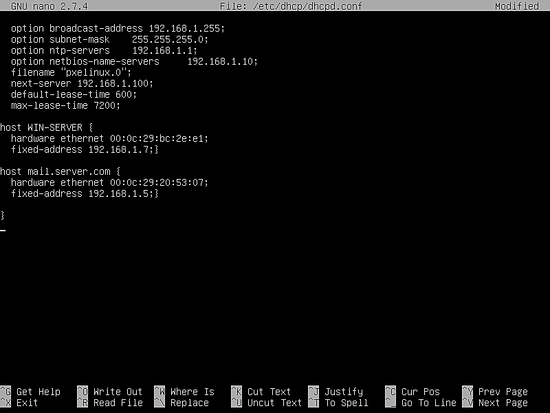 GNU nano 2.7.4 File: /etc/dhcp/dhcpd.conf Modified
option broadcast-address 192.168.1.255;
option subnet-mask 255.255.255.0;
option ntp-servers 192.168.1.1;
option netbios-name-servers 192.168.1.10;
filename "pxelinux.0";
next-server 192.168.1.100;
default-lease-time 600;
max-lease-time 7200;
host WIN-SERVER {
hardware ethernet 00:0c:29:bc:2e:e1;
fixed-address 192.168.1.7;}
host mail.server.com {
hardware ethernet 00:0c:29:20:53:07;
fixed-address 192.168.1.5;}
}
^G Get Help ^O Write Out ^W Where Is ^K Cut Text ^J Justify ^C Cur Pos ^Y Prev Page
^X Exit ^R Read File ^\ Replace ^U Uncut Text ^T To Spell ^_ Go To Line ^V Next Page